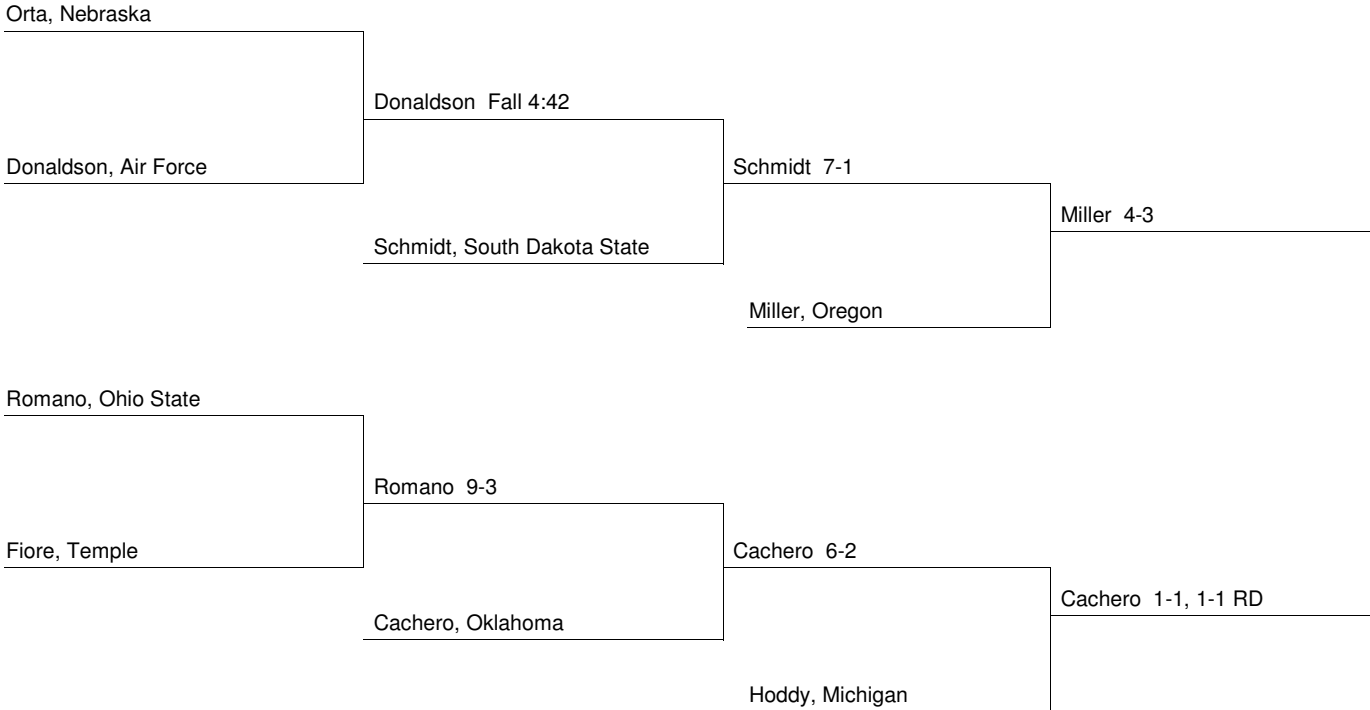 Orta, Nebraska
Donaldson  Fall 4:42
Donaldson, Air Force
Schmidt  7-1
Miller  4-3
Schmidt, South Dakota State
Miller, Oregon
Romano, Ohio State
Romano  9-3
Fiore, Temple
Cachero  6-2
Cachero  1-1, 1-1 RD
Cachero, Oklahoma
Hoddy, Michigan